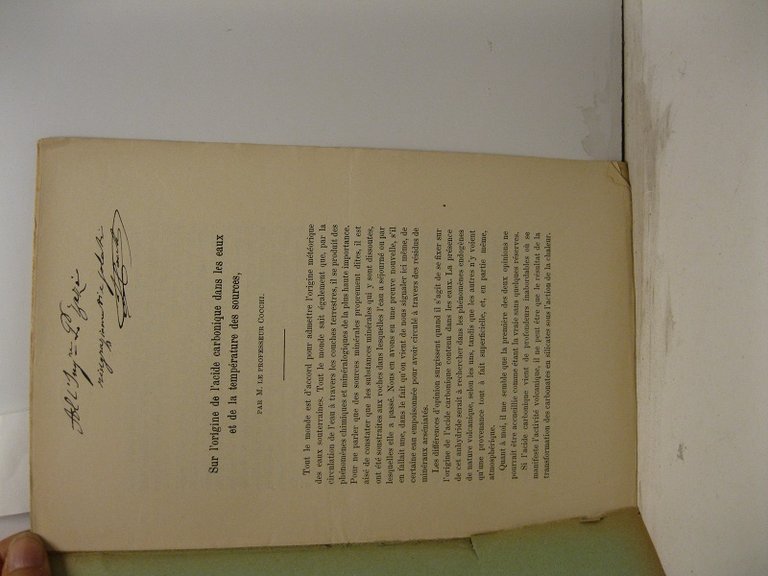 Sur l'origine de l'acide carbonique dans les eaux
et de la température des sources,
PAR M. LE PROFESSEUR COCCHI.
Tout le monde est d'accord pour admettre l'origine météorique
des eaux souterraines. Tout le monde sait également que, par la
circulation de l'eau à travers les couches terrestres, il se produit des
phénomènes chimiques et minéralogiques de la plus haute importance.
Pour ne parler que des sources minérales proprement dites, il est
aisé de constater que les substances minérales qui y sont dissoutes,
ont été soustraites aux roches dans lesquelles l'eau a séjourné ou par
lesquelles elle a passé. Nous en avons eu une preuve nouvelle, s'il
en fallait une, dans le fait qu'on vient de nous signaler ici même, de
certaine eau empoisonnée pour avoir circulé à travers des résidus de
minéraux arséniatés.
Les différences d'opinion surgissent quand il s'agit de se fixer sur
l'origine de l'acide carbonique contenu dans les eaux. La présence
de cet anhydride serait à rechercher dans les phénomènes endogènes
de nature volcanique, selon les uns, tandis que les autres n'y voient
qu'une provenance tout à fait superficielle, et, en partie même,
atmosphérique.
Quant à moi, il me semble que la première des deux opinions ne
pourrait être accueillie comme étant la vraie sans quelques réserves.
Si l'acide carbonique vient de profondeurs inabordables où se
manifeste l'activité volcanique, il ne peut être que le résultat de la
transformation des carbonates en silicates sous l'action de la chaleur.